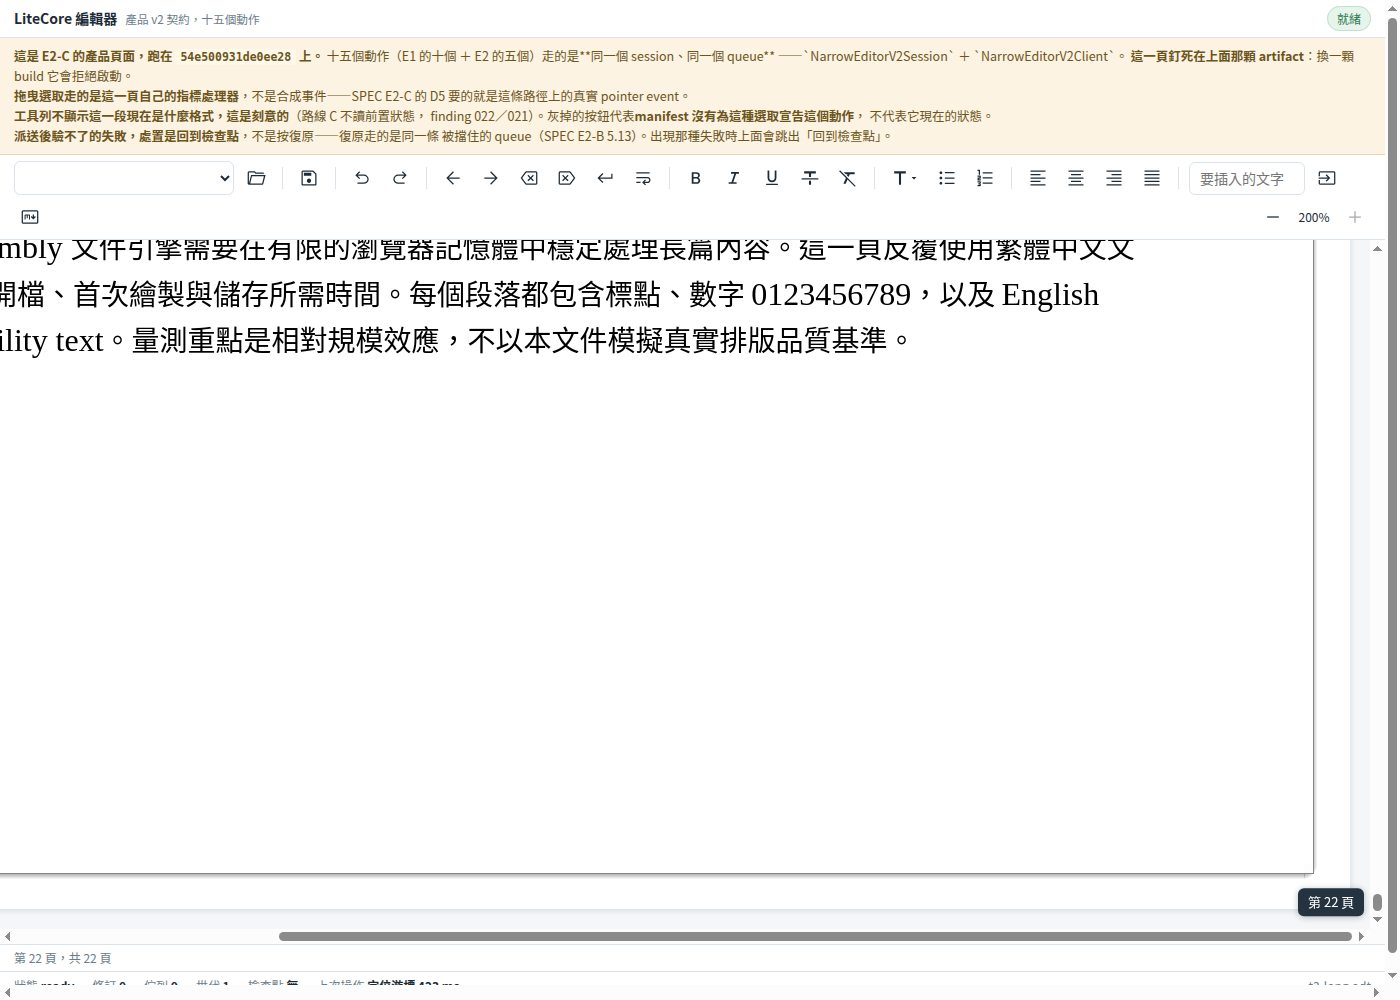 LiteCore 編輯器 產品 v2 契約，十五個動作
就緒
這是 E2-C 的產品頁面，跑在 54e500931de0ee28 上。 十五個動作（E1 的十個 ＋ E2 的五個）走的是**同一個 session、同一個 queue** ——`NarrowEditorV2Session` ＋ `NarrowEditorV2Client`。 這一頁釘死在上面那顆 artifact：換一顆
build 它會拒絕啟動。
拖曳選取走的是這一頁自己的指標處理器，不是合成事件——SPEC E2-C 的 D5 要的就是這條路徑上的真實 pointer event。
工具列不顯示這一段現在是什麼格式，這是刻意的（路線 C 不讀前置狀態， finding 022／021）。灰掉的按鈕代表manifest 沒有為這種選取宣告這個動作， 不代表它現在的狀態。
派送後驗不了的失敗，處置是回到檢查點，不是按復原——復原走的是同一條 被擋住的 queue（SPEC E2-B 5.13）。出現那種失敗時上面會跳出「回到檢查點」。
要插入的文字
200%
mbly 文件引擎需要在有限的瀏覽器記憶體中穩定處理長篇內容。這一頁反覆使用繁體中文文
開檔、首次繪製與儲存所需時間。每個段落都包含標點、數字 0123456789，以及 English
ility text。量測重點是相對規模效應，不以本文件模擬真實排版品質基準。
第 22 頁
第 22 頁，共 22 頁